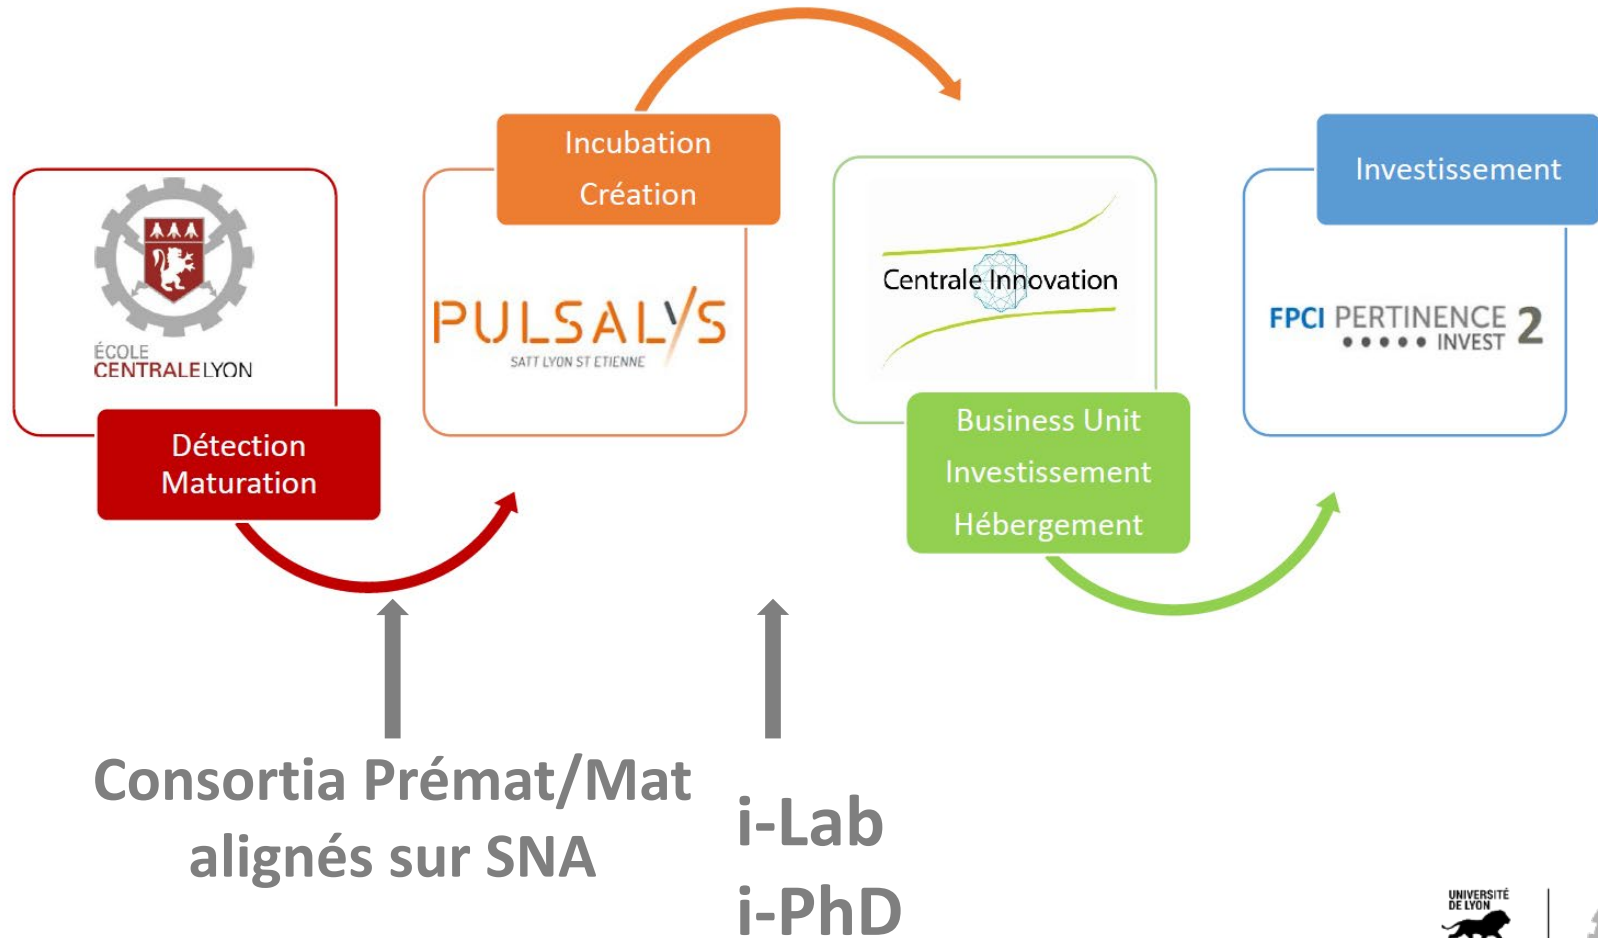 ÉCOLE
CENTRALELYON
Détection
Maturation
Incubation
Création
PULSALYS
SATT LYON ST ETIENNE
Centrale Innovation
Business Unit
Investissement
Hébergement
Investissement
FPCI PERTINENCE 2
INVEST
Consortia Prémat/Mat
alignés sur SNA
i-Lab
i-PhD
UNIVERSITÉ
DE LYON